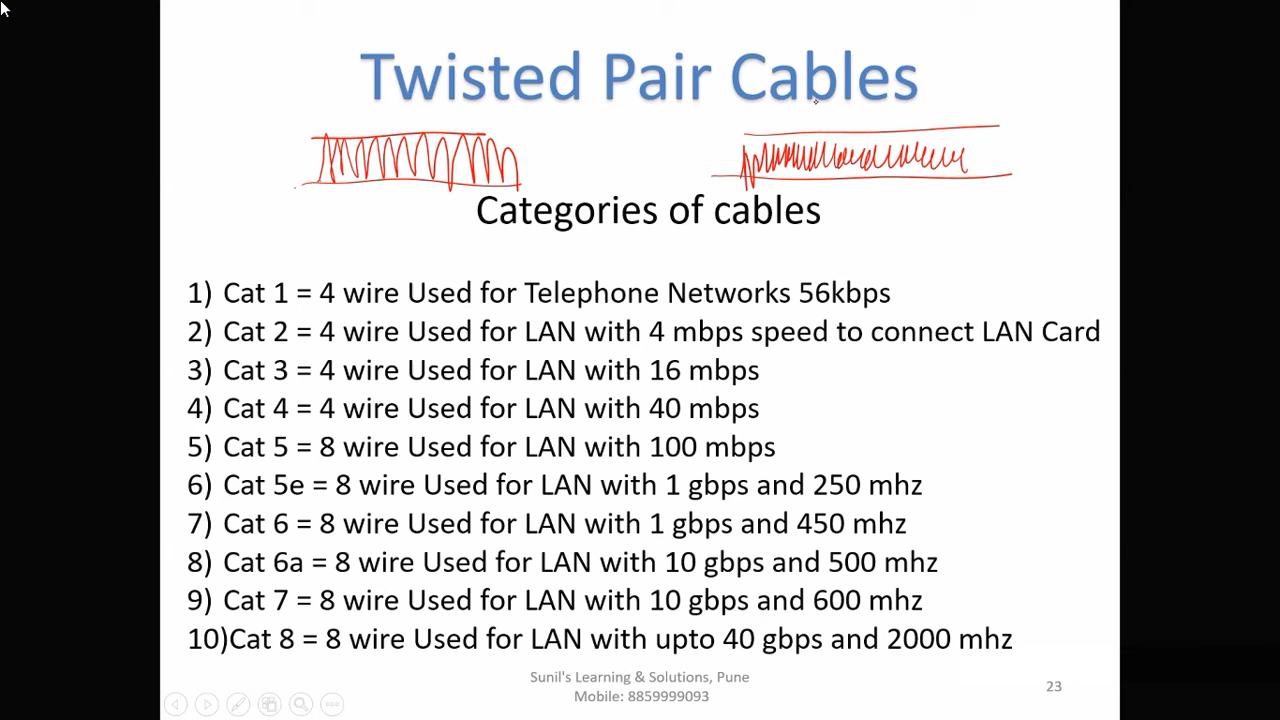 Twisted Pair Cables
Categories of cables
1) Cat 1 = 4 wire Used for Telephone Networks 56kbps
2) Cat 2 = 4 wire Used for LAN with 4 mbps speed to connect LAN Card
3) Cat 3 = 4 wire Used for LAN with 16 mbps
4) Cat 4 = 4 wire Used for LAN with 40 mbps
5) Cat 5 = 8 wire Used for LAN with 100 mbps
6) Cat 5e = 8 wire Used for LAN with 1 gbps and 250 mhz
7) Cat 6 = 8 wire Used for LAN with 1 gbps and 450 mhz
8) Cat 6a = 8 wire Used for LAN with 10 gbps and 500 mhz
9) Cat 7 = 8 wire Used for LAN with 10 gbps and 600 mhz
10)Cat 8 = 8 wire Used for LAN with upto 40 gbps and 2000 mhz
Sunil's Learning & Solutions, Pune
Mobile: 8859999093
23